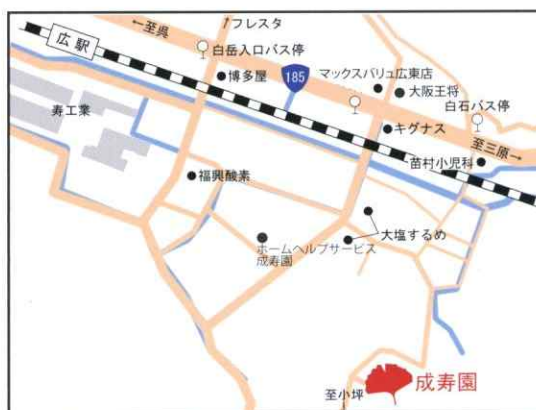 ↑フレスタ
←至呉
広駅
白岳入口バス停
185
博多屋
マックスバリュ広東店
大阪王将
白石バス停
寿工業
キグナス
至三原→
苗村小児科
福興酸素
大塩するめ
ホームヘルプサービス
成寿園
成寿園
至小坪